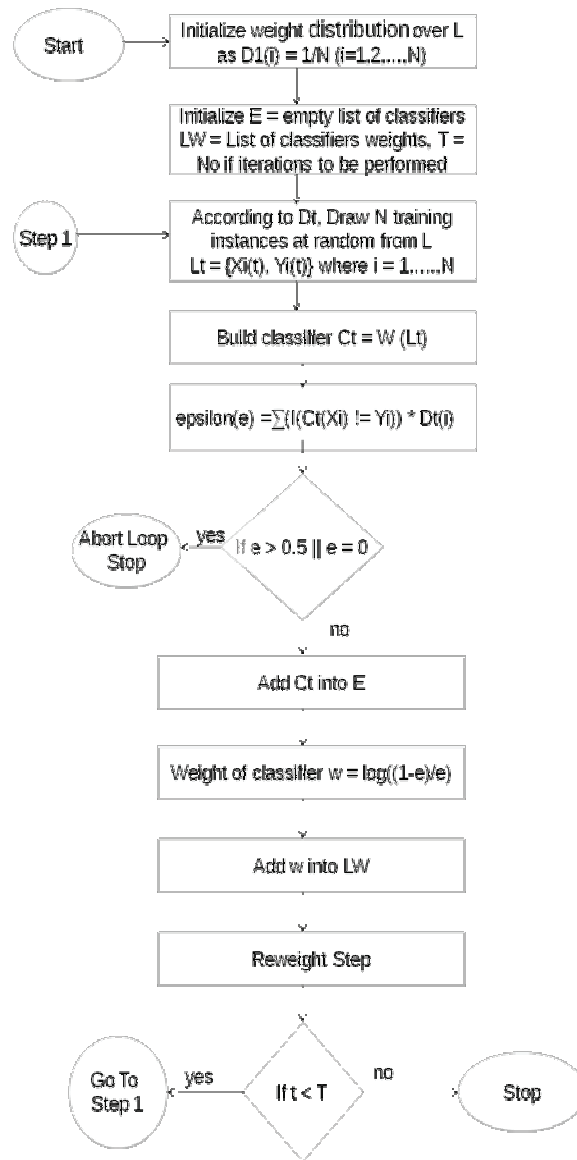 Start
Initialize weight distribution over L
as D1(i) = 1/N (i=1,2,....,N)
Initialize E = empty list of classifiers
LW = List of classifiers weights, T =
No if iterations to be performed
Step 1
According to Dt, Draw N training
instances at random from L
Lt = {Xi(t), Yi(t)} where i = 1,.....,N
Build classifier Ct = W (Lt)
epsilon(e) =∑(I(Ct(Xi) != Yi)) * Dt(i)
If e > 0.5 || e = 0
yes
Abort Loop
Stop
no
Add Ct into E
Weight of classifier w = log((1-e)/e)
Add w into LW
Reweight Step
If t < T
yes
Go To
Step 1
no
Stop